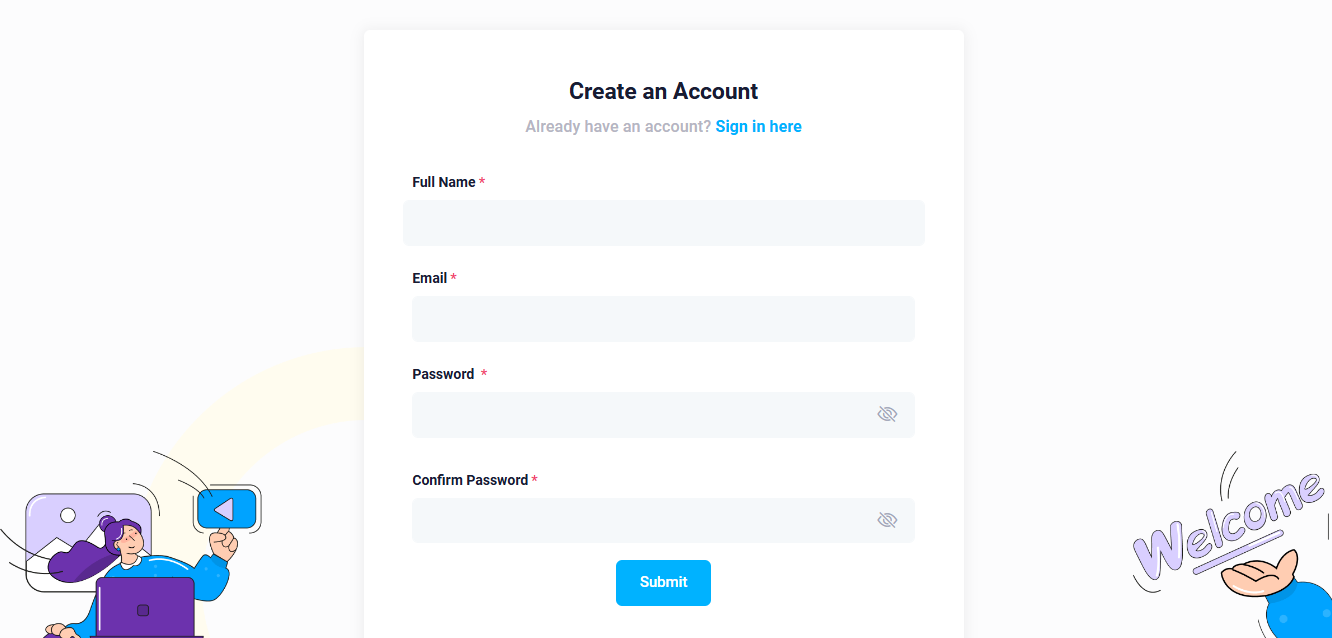 Create an Account
Already have an account? Sign in here
Full Name *
Email *
Password *
Confirm Password *
Submit
Welcome